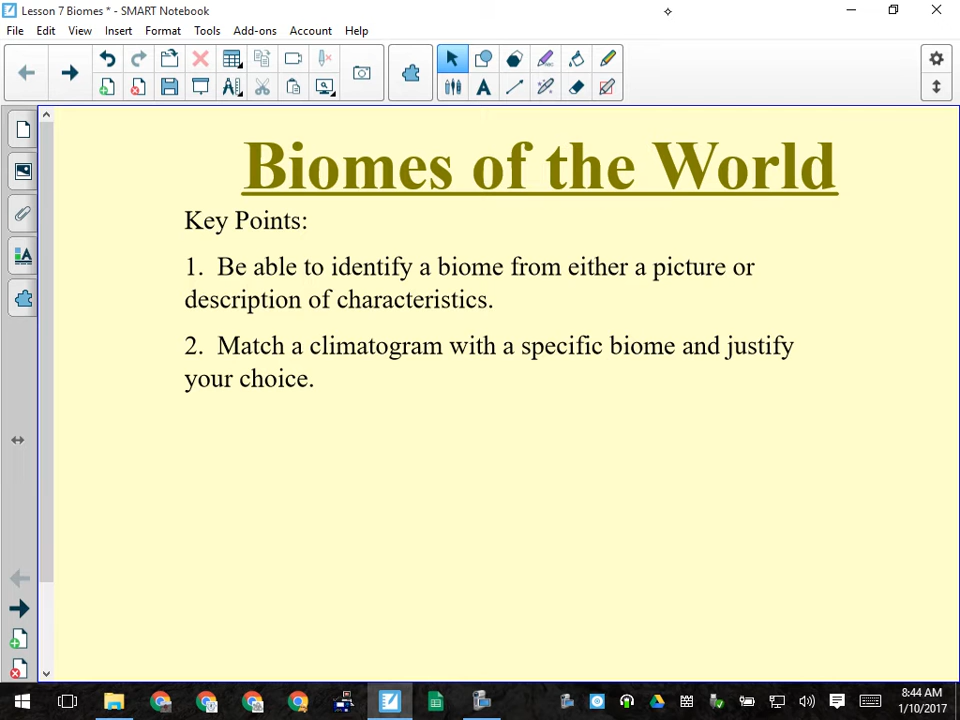 Lesson 7 Biomes * - SMART Notebook
File Edit View Insert Format Tools Add-ons Account Help
Biomes of the World
Key Points:
1. Be able to identify a biome from either a picture or
description of characteristics.
2. Match a climatogram with a specific biome and justify
your choice.
8:44 AM
1/10/2017